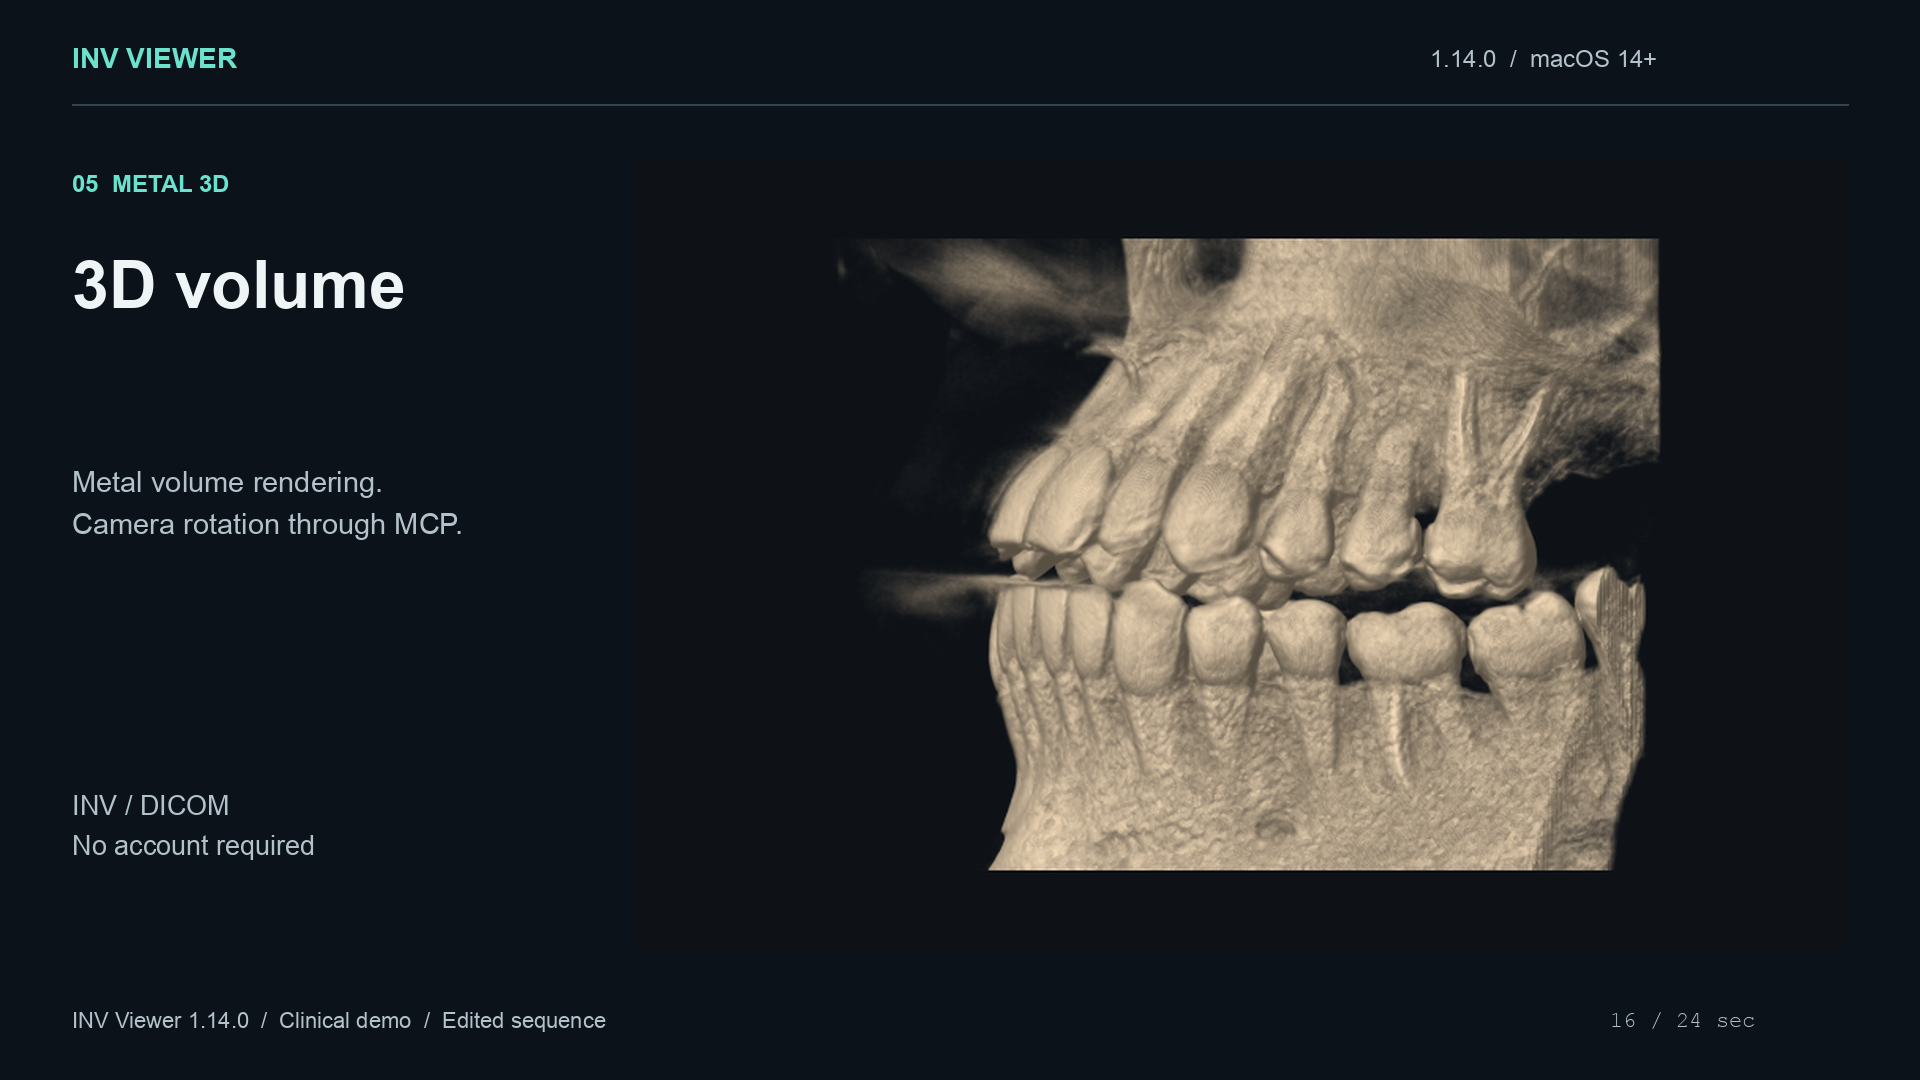 INV VIEWER
1.14.0 / macOS 14+
05 METAL 3D
3D volume
Metal volume rendering.
Camera rotation through MCP.
INV / DICOM
No account required
INV Viewer 1.14.0 / Clinical demo / Edited sequence
16 / 24 sec